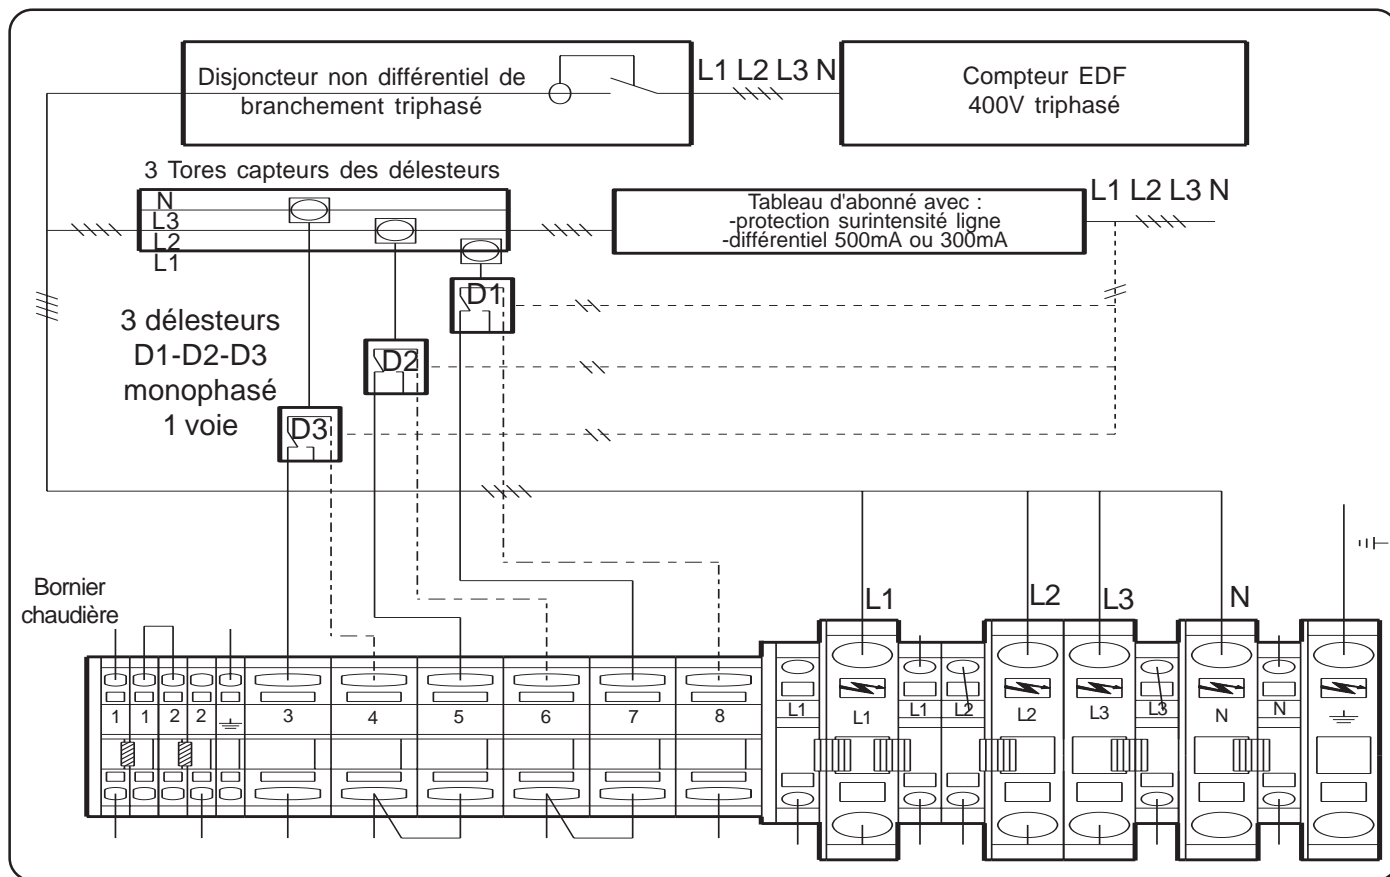 Disjoncteur non différentiel de
branchement triphasé
L1 L2 L3 N
Compteur EDF
400V triphasé
3 Tores capteurs des délesteurs
N
L3
L2
L1
Tableau d'abonné avec :
-protection surintensité ligne
-différentiel 500mA ou 300mA
L1 L2 L3 N
3 délesteurs
D1-D2-D3
monophasé
1 voie
D1
D2
D3
Bornier
chaudière
L1
L2
L3
N
1
1
2
2
3
4
5
6
7
8
L1
L1
L1
L2
L2
L3
L3
N
N